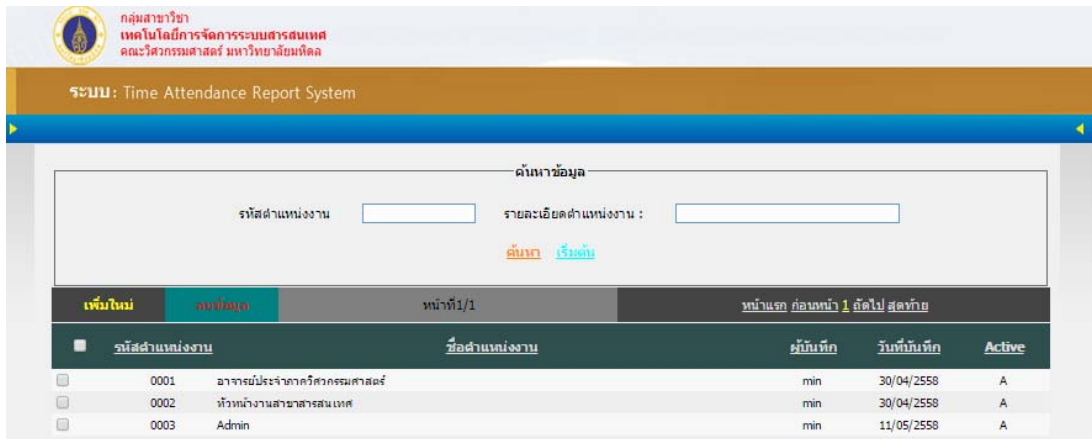 กลุ่มสาขาวิชา
เทคโนโลยีการจัดการระบบสารสนเทศ
คณะวิศวกรรมศาสตร์ มหาวิทยาลัยมหิดล
ระบบ: Time Attendance Report System
ค้นหาข้อมูล
รหัสตำแหน่งงาน รายละเอียดตำแหน่งงาน :
ค้นหา เริ่มต้น
เพิ่มใหม่ ลบข้อมูล หน้าที่1/1 หน้าแรก ก่อนหน้า 1 ถัดไป สุดท้าย
รหัสตำแหน่งงาน ชื่อตำแหน่งงาน ผู้บันทึก วันที่บันทึก Active
0001 อาจารย์ประจำภาควิศวกรรมศาสตร์ min 30/04/2558 A
0002 หัวหน้างานสาขาสารสนเทศ min 30/04/2558 A
0003 Admin min 11/05/2558 A